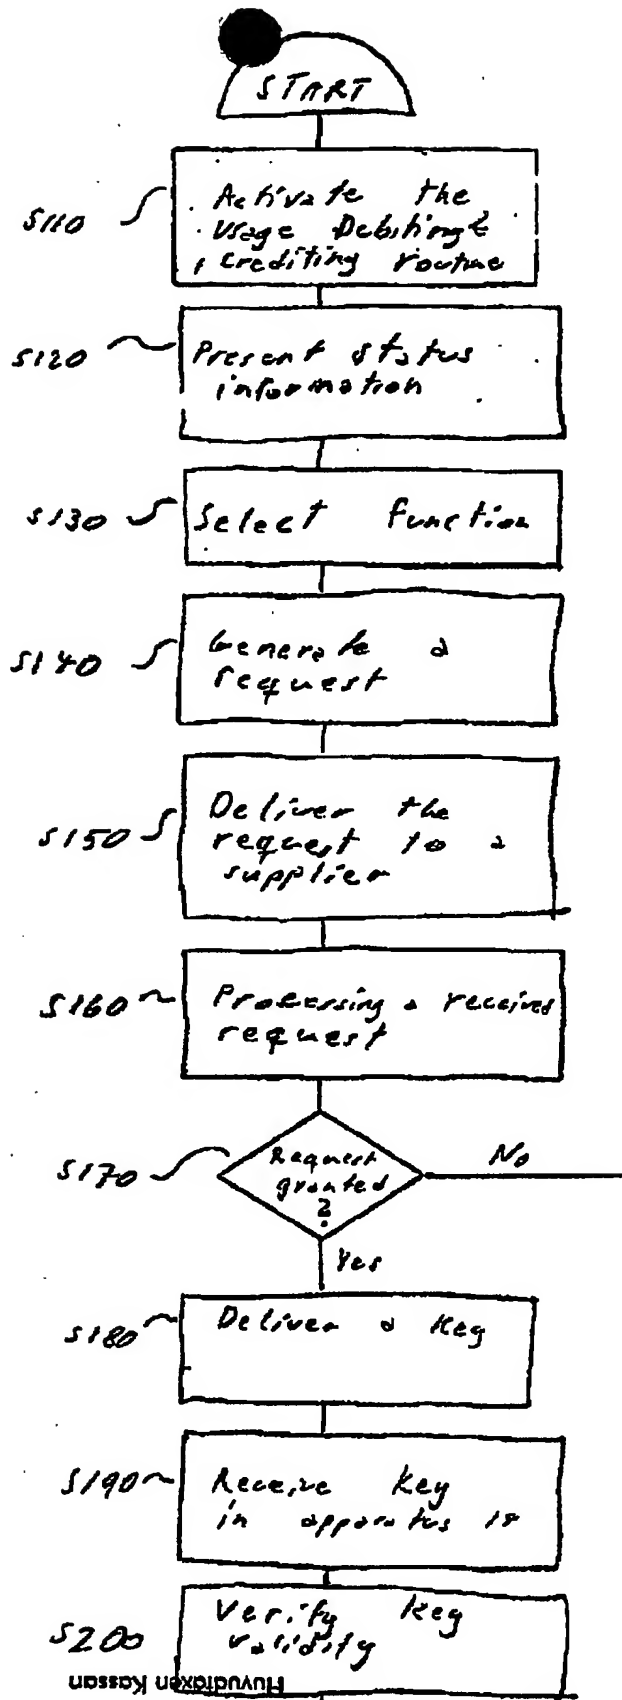 START
S110
Activate the
Usage Debiting &
crediting routine
S120
Present status
information
S130
Select function
S140
Generate a
request
S150
Deliver the
request to a
supplier
S160
Processing a received
request
S170
Request
granted
?
No
Yes
S180
Deliver a key
S190
Receive key
in apparatus
S200
Verify key
validity
Huvudfaxen Kassan